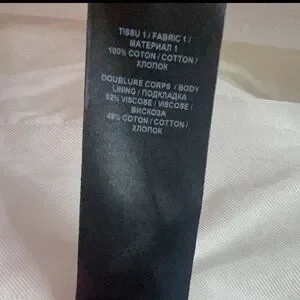 TISSU 1 / FABRIC 1 /
МАТЕРИАЛ 1
100% COTON / COTTON /
ХЛОПОК
DOUBLURE CORPS / BODY
LINING / ПОДКЛАДКА
52% VISCOSE / VISCOSE /
ВИСКОЗА
48% COTON / COTTON /
ХЛОПОК